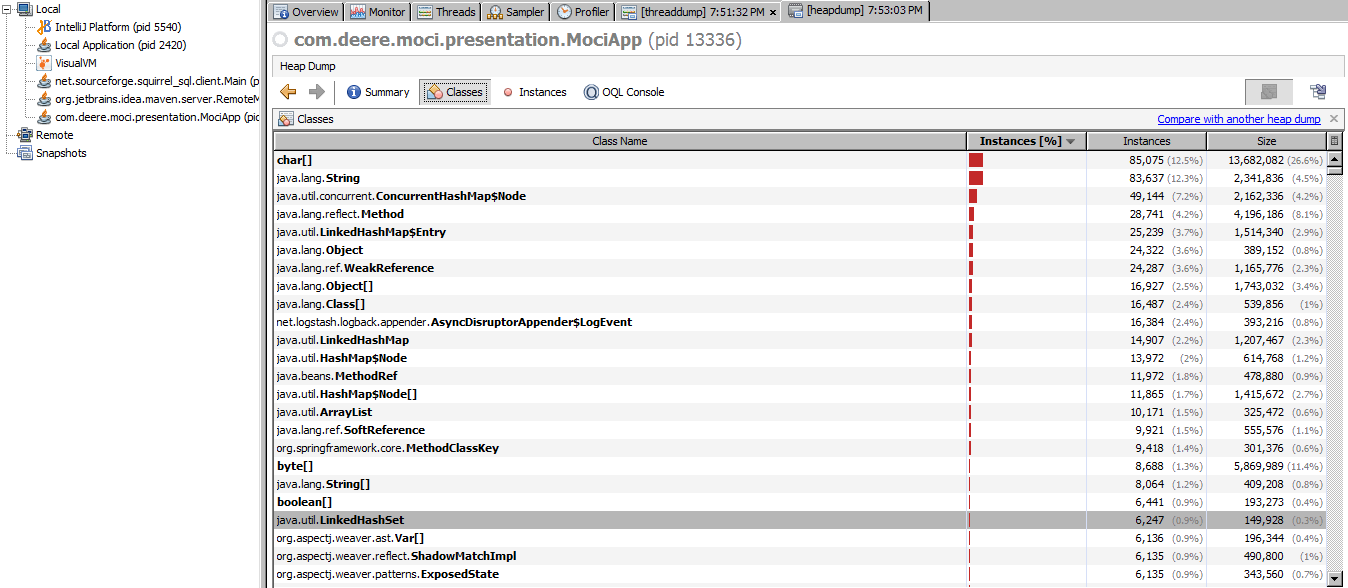 Local
IntelliJ Platform (pid 5540)
Local Application (pid 2420)
VisualVM
net.sourceforge.squirrel_sql.client.Main (p
org.jetbrains.idea.maven.server.RemoteM
com.deere.moci.presentation.MociApp (pid
Remote
Snapshots
Overview Monitor Threads Sampler Profiler [threaddump] 7:51:32 PM × [heapdump] 7:53:03 PM
com.deere.moci.presentation.MociApp (pid 13336)
Heap Dump
Summary Classes Instances OQL Console
Classes Compare with another heap dump ×
Class Name Instances [%] Instances Size
char[] 85,075 (12.5%) 13,682,082 (26.6%)
java.lang.String 83,637 (12.3%) 2,341,836 (4.5%)
java.util.concurrent.ConcurrentHashMap$Node 49,144 (7.2%) 2,162,336 (4.2%)
java.lang.reflect.Method 28,741 (4.2%) 4,196,186 (8.1%)
java.util.LinkedHashMap$Entry 25,239 (3.7%) 1,514,340 (2.9%)
java.lang.Object 24,322 (3.6%) 389,152 (0.8%)
java.lang.ref.WeakReference 24,287 (3.6%) 1,165,776 (2.3%)
java.lang.Object[] 16,927 (2.5%) 1,743,032 (3.4%)
java.lang.Class[] 16,487 (2.4%) 539,856 (1%)
net.logstash.logback.appender.AsyncDisruptorAppender$LogEvent 16,384 (2.4%) 393,216 (0.8%)
java.util.LinkedHashMap 14,907 (2.2%) 1,207,467 (2.3%)
java.util.HashMap$Node 13,972 (2%) 614,768 (1.2%)
java.beans.MethodRef 11,972 (1.8%) 478,880 (0.9%)
java.util.HashMap$Node[] 11,865 (1.7%) 1,415,672 (2.7%)
java.util.ArrayList 10,171 (1.5%) 325,472 (0.6%)
java.lang.ref.SoftReference 9,921 (1.5%) 555,576 (1.1%)
org.springframework.core.MethodClassKey 9,418 (1.4%) 301,376 (0.6%)
byte[] 8,688 (1.3%) 5,869,989 (11.4%)
java.lang.String[] 8,064 (1.2%) 409,208 (0.8%)
boolean[] 6,441 (0.9%) 193,273 (0.4%)
java.util.LinkedHashSet 6,247 (0.9%) 149,928 (0.3%)
org.aspectj.weaver.ast.Var[] 6,136 (0.9%) 196,344 (0.4%)
org.aspectj.weaver.reflect.ShadowMatchImpl 6,135 (0.9%) 490,800 (1%)
org.aspectj.weaver.patterns.ExposedState 6,135 (0.9%) 343,560 (0.7%)